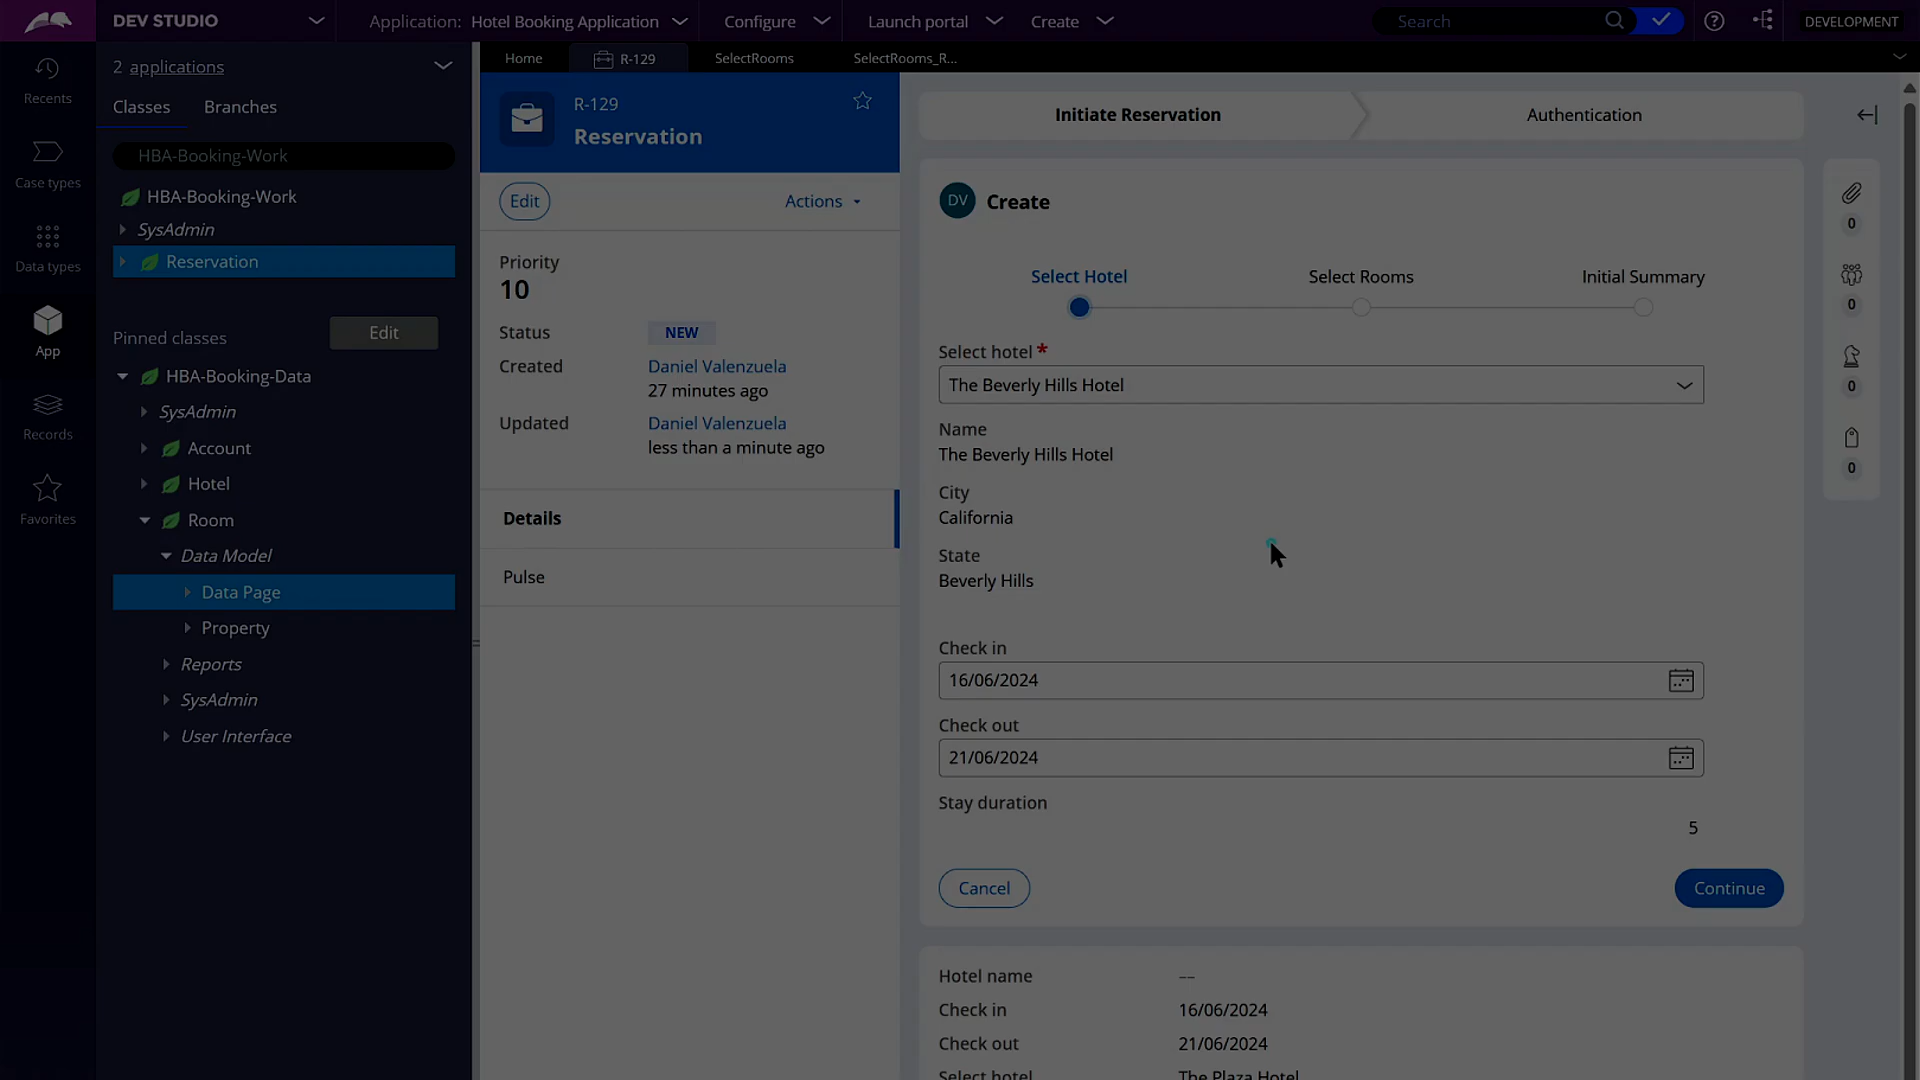 DEV STUDIO
Application: Hotel Booking Application
Configure
Launch portal
Create
Search
DEVELOPMENT
Recents
Case types
Data types
App
Records
Favorites
2 applications
Classes
Branches
HBA-Booking-Work
HBA-Booking-Work
SysAdmin
Reservation
Pinned classes
Edit
HBA-Booking-Data
SysAdmin
Account
Hotel
Room
Data Model
Data Page
Property
Reports
SysAdmin
User Interface
Home
R-129
SelectRooms
SelectRooms_R...
R-129
Reservation
Edit
Actions
Priority
10
Status
NEW
Created
Daniel Valenzuela
27 minutes ago
Updated
Daniel Valenzuela
less than a minute ago
Details
Pulse
Initiate Reservation
Authentication
DV
Create
Select Hotel
Select Rooms
Initial Summary
Select hotel *
The Beverly Hills Hotel
Name
The Beverly Hills Hotel
City
California
State
Beverly Hills
Check in
16/06/2024
Check out
21/06/2024
Stay duration
5
Cancel
Continue
Hotel name
––
Check in
16/06/2024
Check out
21/06/2024
Select hotel
The Plaza Hotel
0
0
0
0